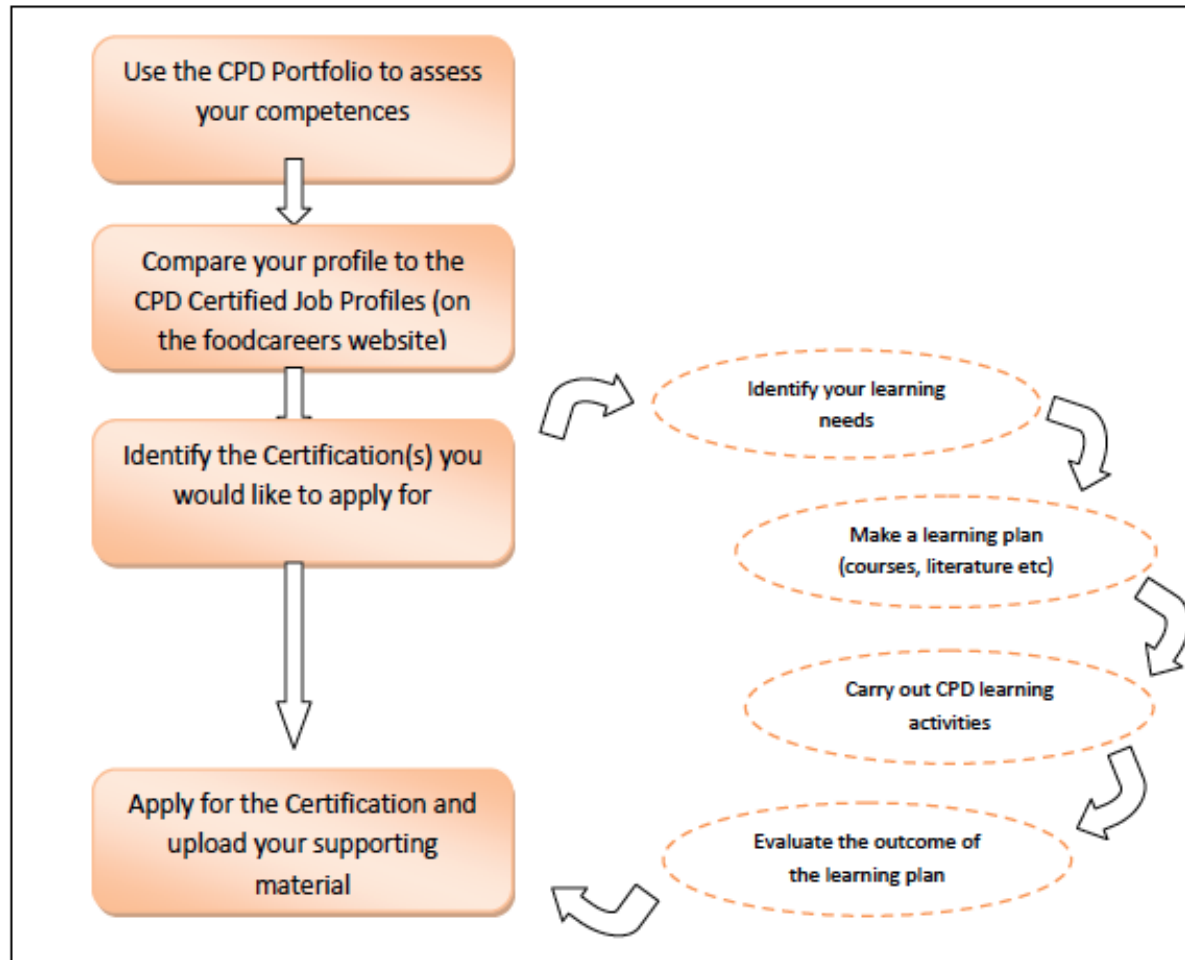 Use the CPD Portfolio to assess
your competences
Compare your profile to the
CPD Certified Job Profiles (on
the foodcareers website)
Identify the Certification(s) you
would like to apply for
Identify your learning
needs
Make a learning plan
(courses, literature etc)
Carry out CPD learning
activities
Evaluate the outcome of
the learning plan
Apply for the Certification and
upload your supporting
material